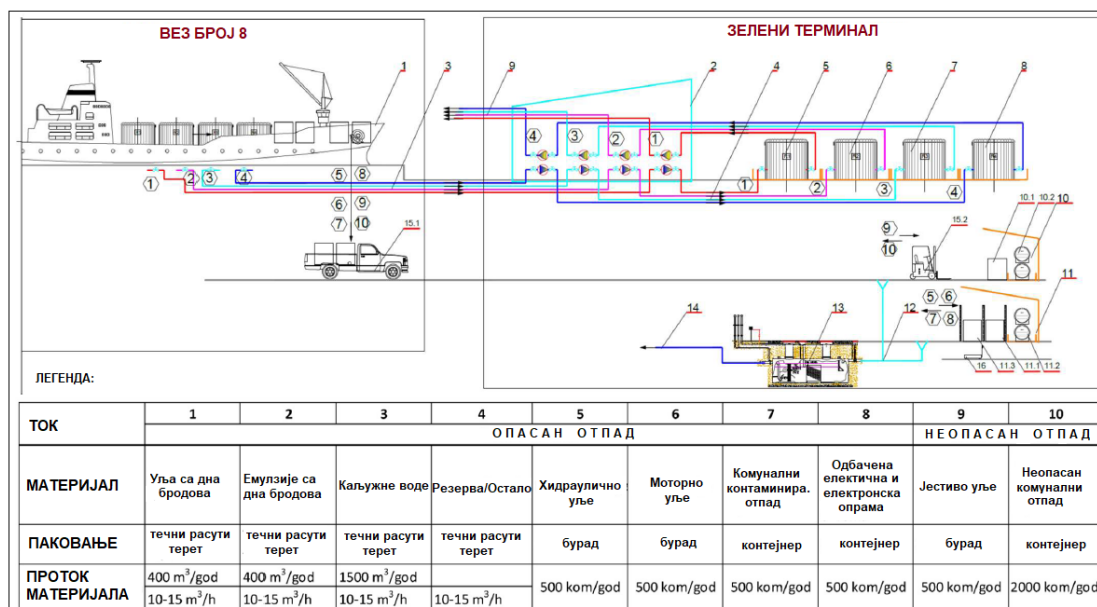 ВЕЗ БРОЈ 8
ЗЕЛЕНИ ТЕРМИНАЛ
1
3
9
2
4
5
6
7
8
4
3
2
1
1
2
3
4
5
8
6
9
7
10
1
2
3
4
15.1
9
10
15.2
10.1
10.2
10
5
6
7
8
11
14
13
12
16
11.3
11.1
11.2
ЛЕГЕНДА:
ТОК
1 2 3 4 5 6 7 8 9 10
ОПАСАН ОТПАД
НЕОПАСАН ОТПАД
МАТЕРИЈАЛ
Уља са дна
бродова
Емулзије са
дна бродова
Каљужне воде
Резерва/Остало
Хидраулично
уље
Моторно
уље
Комунални
контаминира.
отпад
Одбачена
електична и
електронска
опрама
Јестиво уље
Неопасан
комунални
отпад
ПАКОВАЊЕ
течни расути
терет
течни расути
терет
течни расути
терет
течни расути
терет
бурад
бурад
контејнер
контејнер
бурад
контејнер
ПРОТОК
МАТЕРИЈАЛА
400 m³/god
400 m³/god
1500 m³/god
10-15 m³/h
10-15 m³/h
10-15 m³/h
10-15 m³/h
500 kom/god
500 kom/god
500 kom/god
500 kom/god
500 kom/god
2000 kom/god